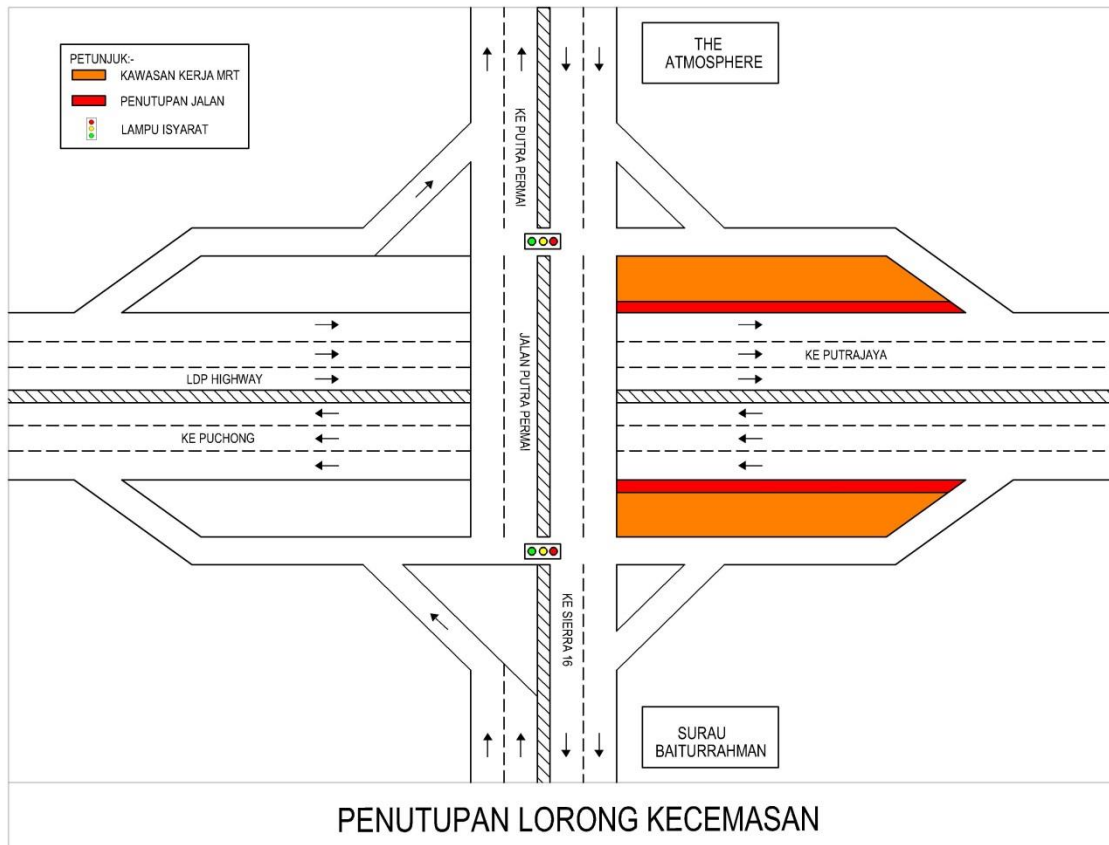 PETUNJUK:-
KAWASAN KERJA MRT
PENUTUPAN JALAN
LAMPU ISYARAT
THE
ATMOSPHERE
KE PUTRA PERMAI
JALAN PUTRA PERMAI
KE PUTRAJAYA
LDP HIGHWAY
KE PUCHONG
KE SIERRA 16
SURAU
BAITURRAHMAN
PENUTUPAN LORONG KECEMASAN